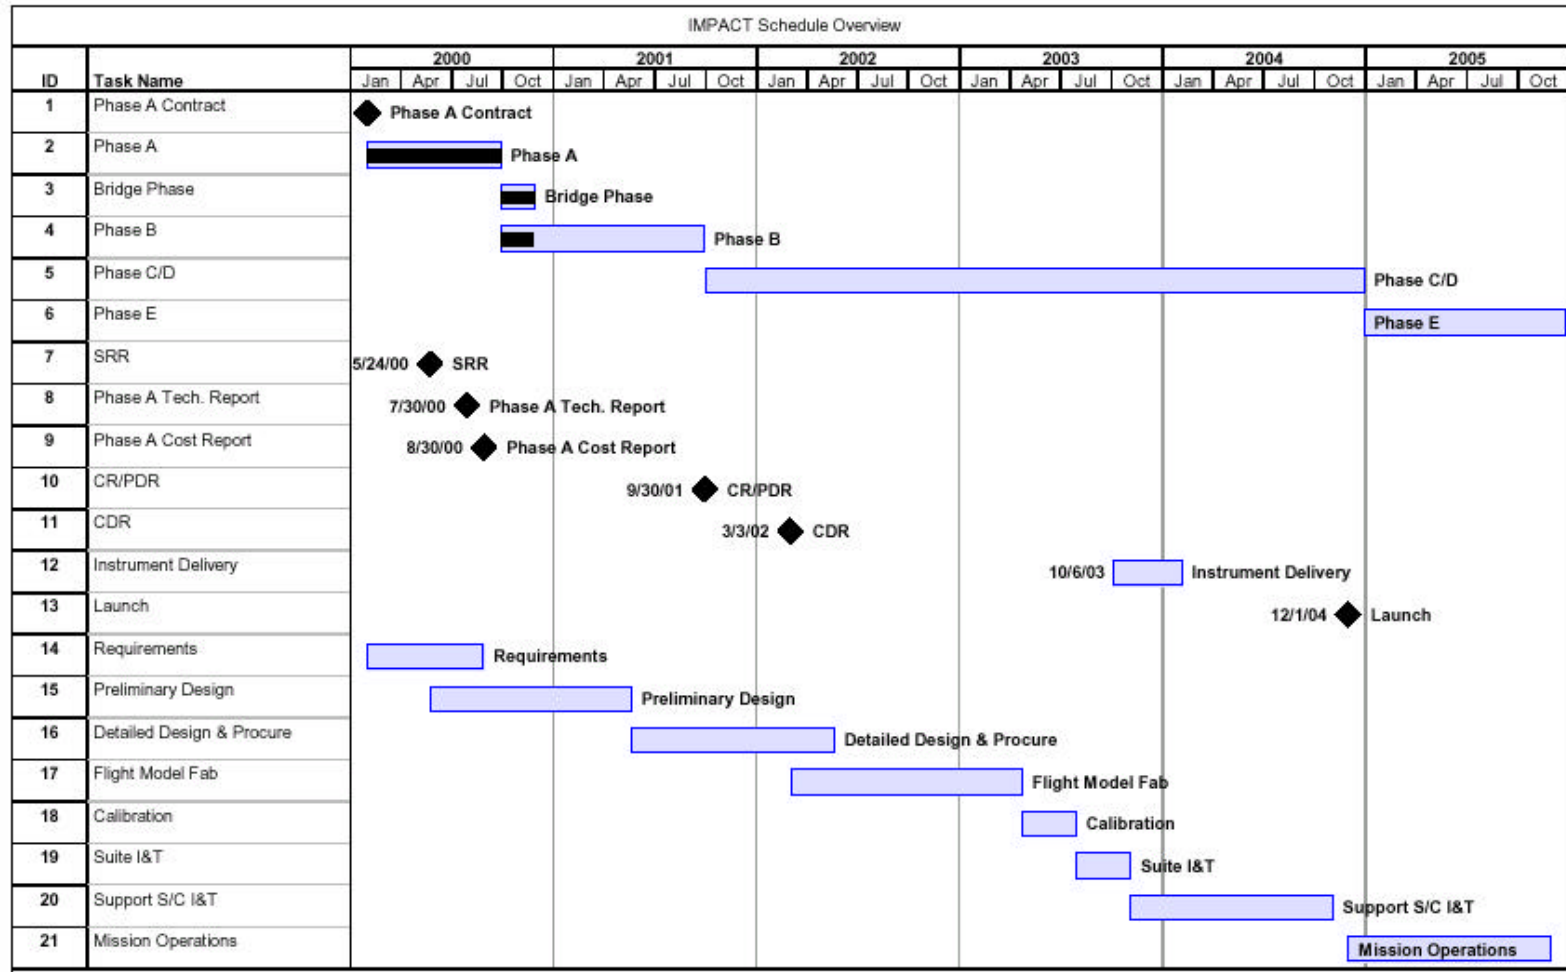 IMPACT Schedule Overview
2000 2001 2002 2003 2004 2005
ID Task Name Jan Apr Jul Oct Jan Apr Jul Oct Jan Apr Jul Oct Jan Apr Jul Oct Jan Apr Jul Oct Jan Apr Jul Oct
1 Phase A Contract Phase A Contract
2 Phase A Phase A
3 Bridge Phase Bridge Phase
4 Phase B Phase B
5 Phase C/D Phase C/D
6 Phase E Phase E
7 SRR 5/24/00 SRR
8 Phase A Tech. Report 7/30/00 Phase A Tech. Report
9 Phase A Cost Report 8/30/00 Phase A Cost Report
10 CR/PDR 9/30/01 CR/PDR
11 CDR 3/3/02 CDR
12 Instrument Delivery 10/6/03 Instrument Delivery
13 Launch 12/1/04 Launch
14 Requirements Requirements
15 Preliminary Design Preliminary Design
16 Detailed Design & Procure Detailed Design & Procure
17 Flight Model Fab Flight Model Fab
18 Calibration Calibration
19 Suite I&T Suite I&T
20 Support S/C I&T Support S/C I&T
21 Mission Operations Mission Operations